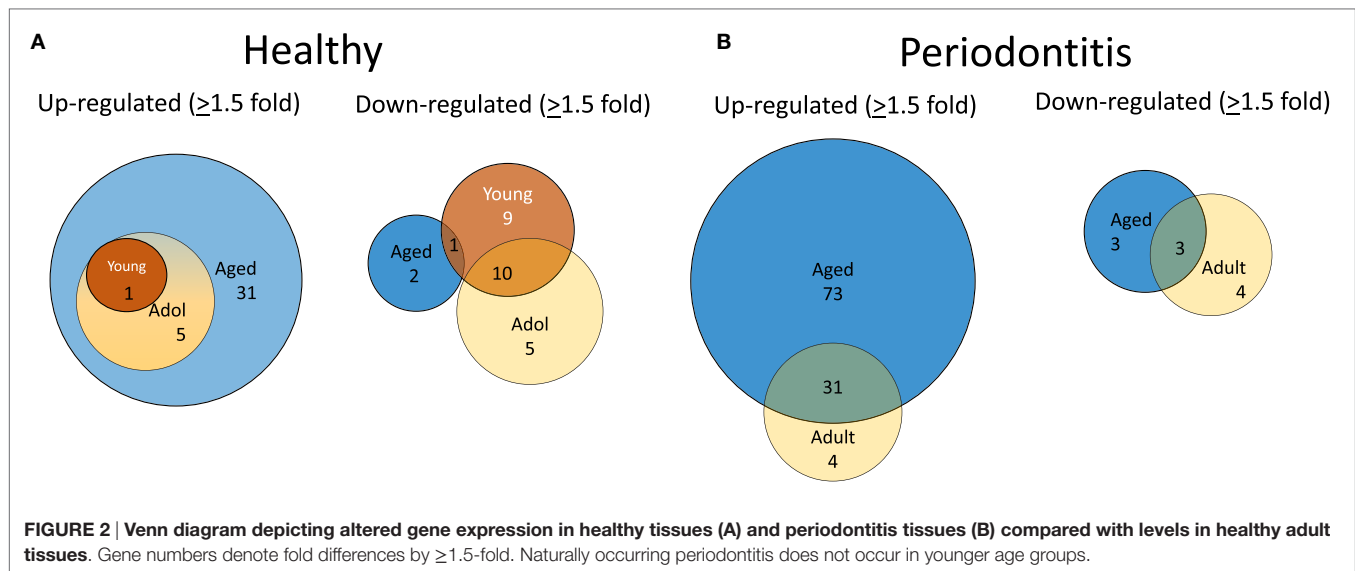 A
Healthy
Up-regulated (≥1.5 fold)
Young
1
Adol
5
Aged
31
Down-regulated (≥1.5 fold)
Young
9
Aged
2
1
10
Adol
5
B
Periodontitis
Up-regulated (≥1.5 fold)
Aged
73
31
Adult
4
Down-regulated (≥1.5 fold)
Aged
3
3
Adult
4
FIGURE 2 | Venn diagram depicting altered gene expression in healthy tissues (A) and periodontitis tissues (B) compared with levels in healthy adult
tissues. Gene numbers denote fold differences by ≥1.5-fold. Naturally occurring periodontitis does not occur in younger age groups.